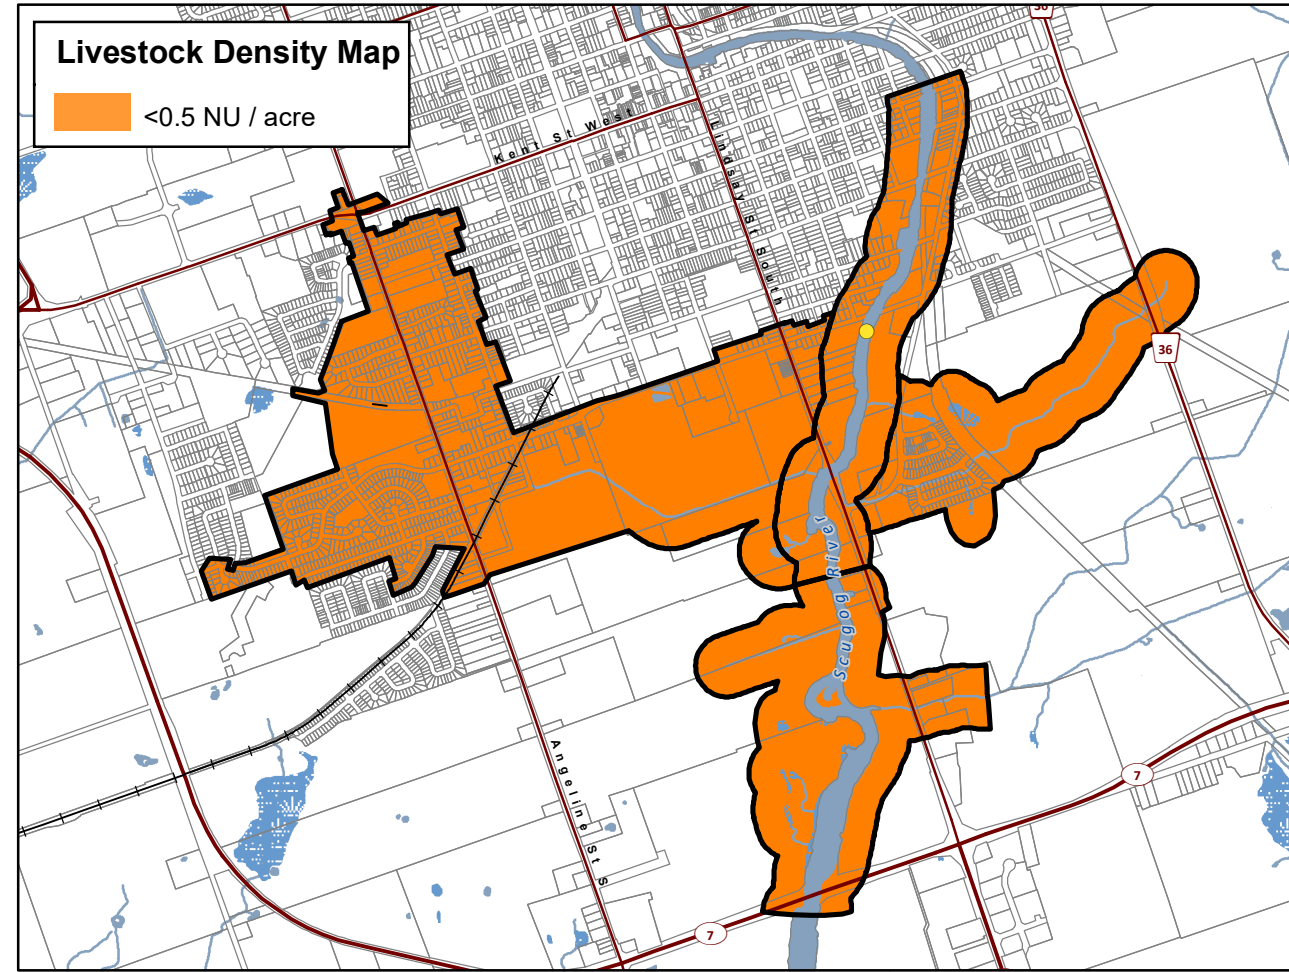 Livestock Density Map
<0.5 NU / acre
36
Kent St West
Lindsay St South
36
Scugog River
Angeline St S
7
7